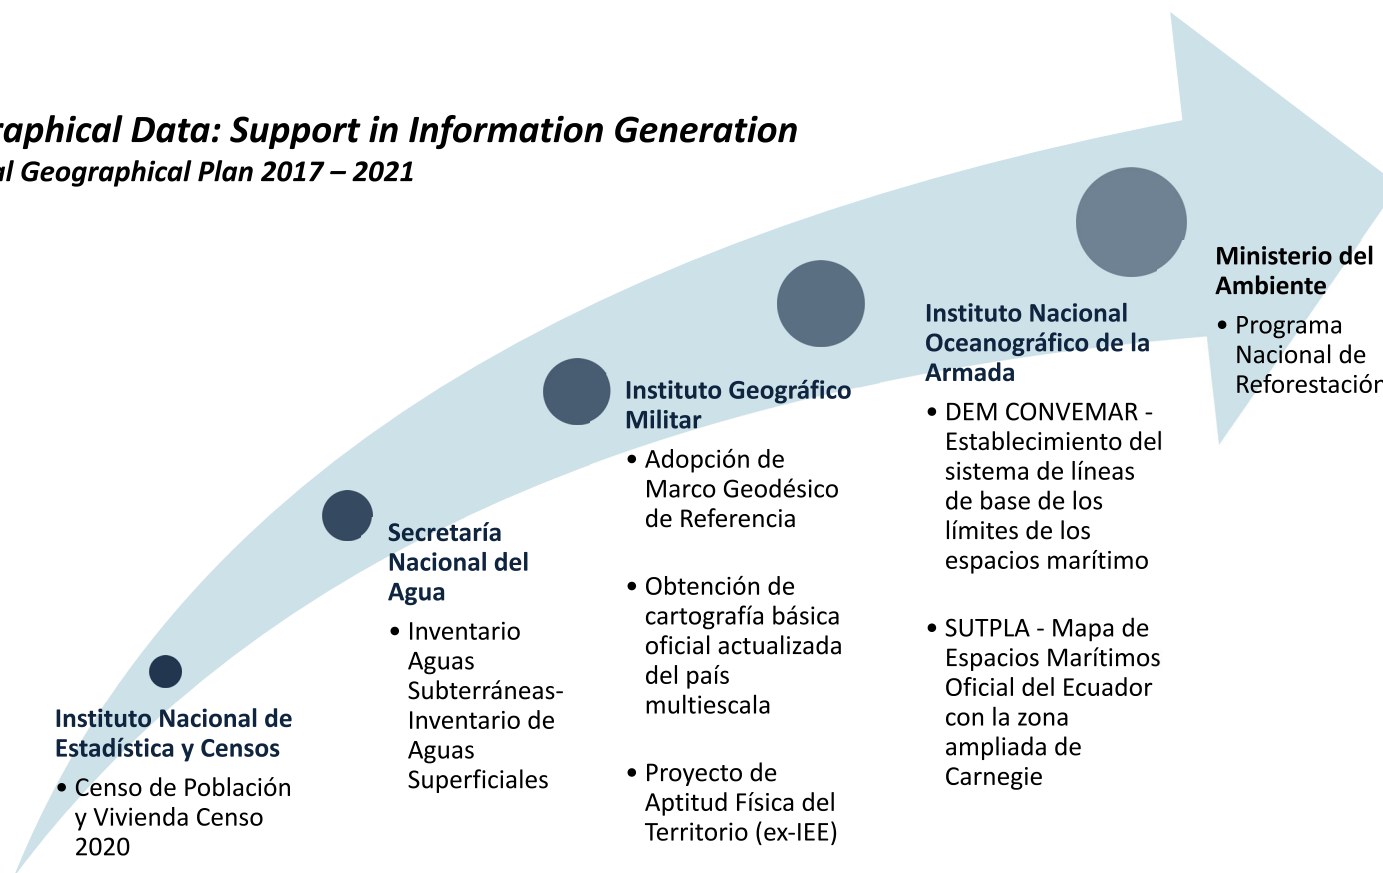 raphical Data: Support in Information Generation
al Geographical Plan 2017 – 2021
Instituto Nacional de
Estadística y Censos
• Censo de Población
y Vivienda Censo
2020
Secretaría
Nacional del
Agua
• Inventario
Aguas
Subterráneas-
Inventario de
Aguas
Superficiales
Instituto Geográfico
Militar
• Adopción de
Marco Geodésico
de Referencia
• Obtención de
cartografía básica
oficial actualizada
del país
multiescala
• Proyecto de
Aptitud Física del
Territorio (ex-IEE)
Instituto Nacional
Oceanográfico de la
Armada
• DEM CONVEMAR -
Establecimiento del
sistema de líneas
de base de los
límites de los
espacios marítimo
• SUTPLA - Mapa de
Espacios Marítimos
Oficial del Ecuador
con la zona
ampliada de
Carnegie
Ministerio del
Ambiente
• Programa
Nacional de
Reforestación